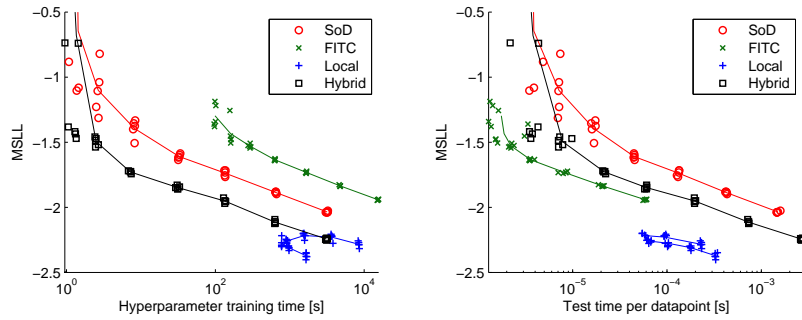 −0.5
−1
−1.5
−2
−2.5
MSLL
10^0
10^2
10^4
Hyperparameter training time [s]
SoD
FITC
Local
Hybrid
−0.5
−1
−1.5
−2
−2.5
MSLL
10^−5
10^−4
10^−3
Test time per datapoint [s]
SoD
FITC
Local
Hybrid